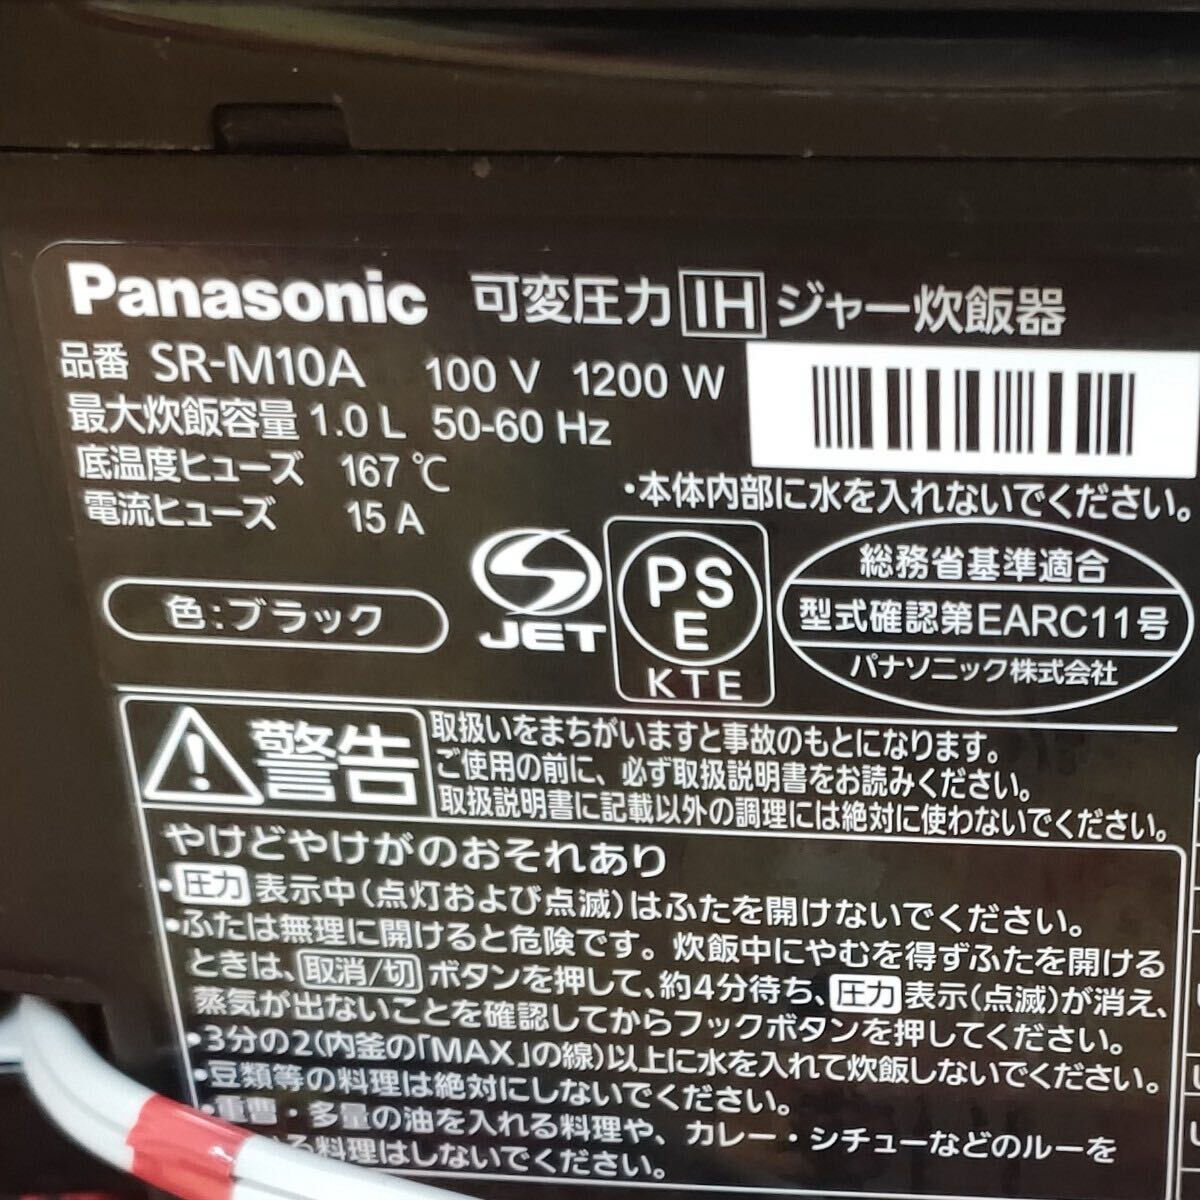 Panasonic 可変圧力 IH ジャー炊飯器
品番 SR-M10A 100 V 1200 W
最大炊飯容量 1.0 L 50-60 Hz
底温度ヒューズ 167 ℃
電流ヒューズ 15 A
・本体内部に水を入れないでください。
色:ブラック
JET
PS
E
KTE
総務省基準適合
型式確認第EARC11号
パナソニック株式会社
警告
取扱いをまちがいますと事故のもとになります。
ご使用の前に、必ず取扱説明書をお読みください。
取扱説明書に記載以外の調理には絶対に使わないでください。
やけどやけがのおそれあり
・圧力 表示中(点灯および点滅)はふたを開けないでください。
・ふたは無理に開けると危険です。炊飯中にやむを得ずふたを開ける
ときは、取消/切 ボタンを押して、約4分待ち、圧力 表示(点滅)が消え、
蒸気が出ないことを確認してからフックボタンを押してください。
・3分の2(内釜の「MAX」の線)以上に水を入れて炊飯しないでください。
・豆類等の料理は絶対にしないでください。
・重曹・多量の油を入れる料理や、カレー・シチューなどのルーを
る料理はしないでください。